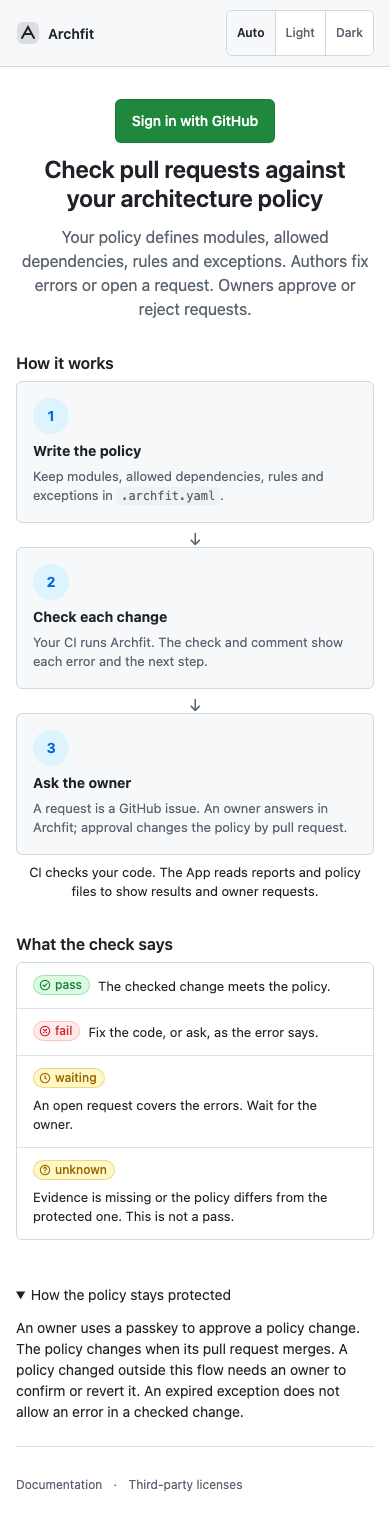 Archfit
Auto
Light
Dark
Sign in with GitHub
Check pull requests against
your architecture policy
Your policy defines modules, allowed
dependencies, rules and exceptions. Authors fix
errors or open a request. Owners approve or
reject requests.
How it works
1
Write the policy
Keep modules, allowed dependencies, rules and
exceptions in .archfit.yaml.
↓
2
Check each change
Your CI runs Archfit. The check and comment show
each error and the next step.
↓
3
Ask the owner
A request is a GitHub issue. An owner answers in
Archfit; approval changes the policy by pull request.
CI checks your code. The App reads reports and policy
files to show results and owner requests.
What the check says
pass The checked change meets the policy.
fail Fix the code, or ask, as the error says.
waiting
An open request covers the errors. Wait for the
owner.
unknown
Evidence is missing or the policy differs from the
protected one. This is not a pass.
▼ How the policy stays protected
An owner uses a passkey to approve a policy change.
The policy changes when its pull request merges. A
policy changed outside this flow needs an owner to
confirm or revert it. An expired exception does not
allow an error in a checked change.
Documentation · Third-party licenses